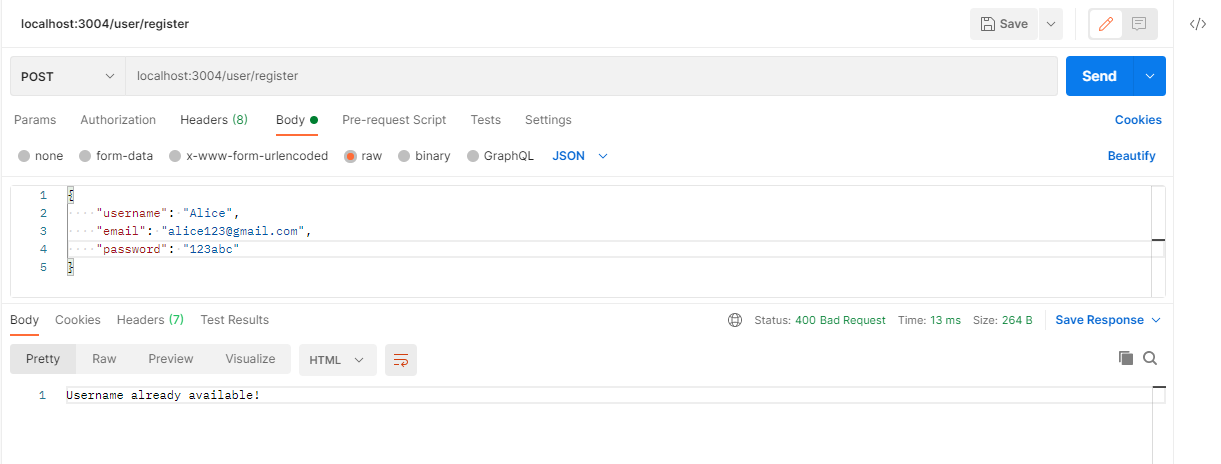 localhost:3004/user/register
Save
</>
POST
localhost:3004/user/register
Send
Params Authorization Headers (8) Body Pre-request Script Tests Settings Cookies
none form-data x-www-form-urlencoded raw binary GraphQL JSON Beautify
1 {
2 "username": "Alice",
3 "email": "alice123@gmail.com",
4 "password": "123abc"
5 }
Body Cookies Headers (7) Test Results Status: 400 Bad Request Time: 13 ms Size: 264 B Save Response
Pretty Raw Preview Visualize HTML
1 Username already available!